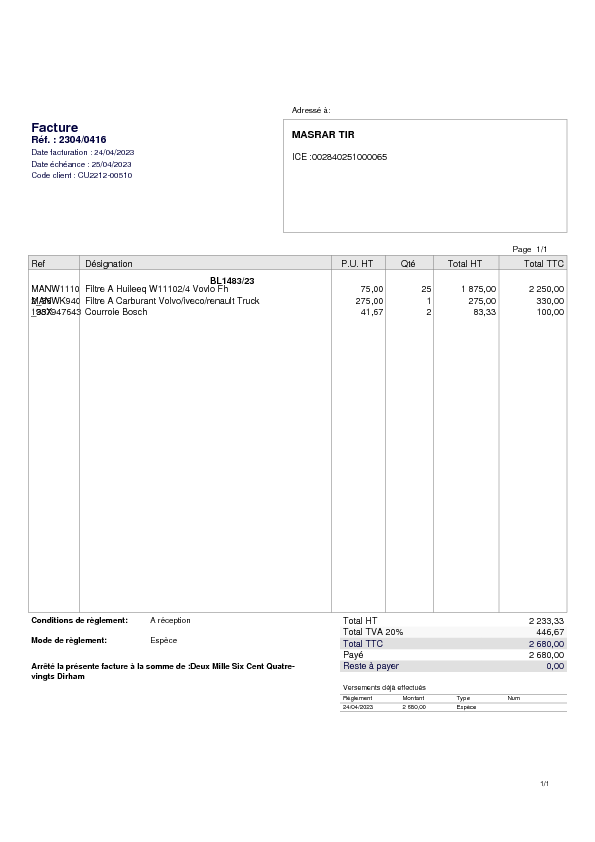 Adressé à:
Facture
Réf. : 2304/0416
Date facturation : 24/04/2023
Date échéance : 25/04/2023
Code client : CU2212-00510
MASRAR TIR
ICE :002840251000065
Page 1/1
Ref Désignation P.U. HT Qté Total HT Total TTC
BL1483/23
MANW1110 Filtre A Huileeq W11102/4 Vovlo Fh 75,00 25 1 875,00 2 250,00
MANWK940 Filtre A Carburant Volvo/iveco/renault Truck 275,00 1 275,00 330,00
Courroie Bosch 41,67 2 83,33 100,00
Conditions de règlement: A réception
Mode de règlement: Espèce
Arrêté la présente facture à la somme de :Deux Mille Six Cent Quatre-
vingts Dirham
Total HT 2 233,33
Total TVA 20% 446,67
Total TTC 2 680,00
Payé 2 680,00
Reste à payer 0,00
Versements déjà effectués
Règlement Montant Type Num
24/04/2023 2 680,00 Espèce
1/1